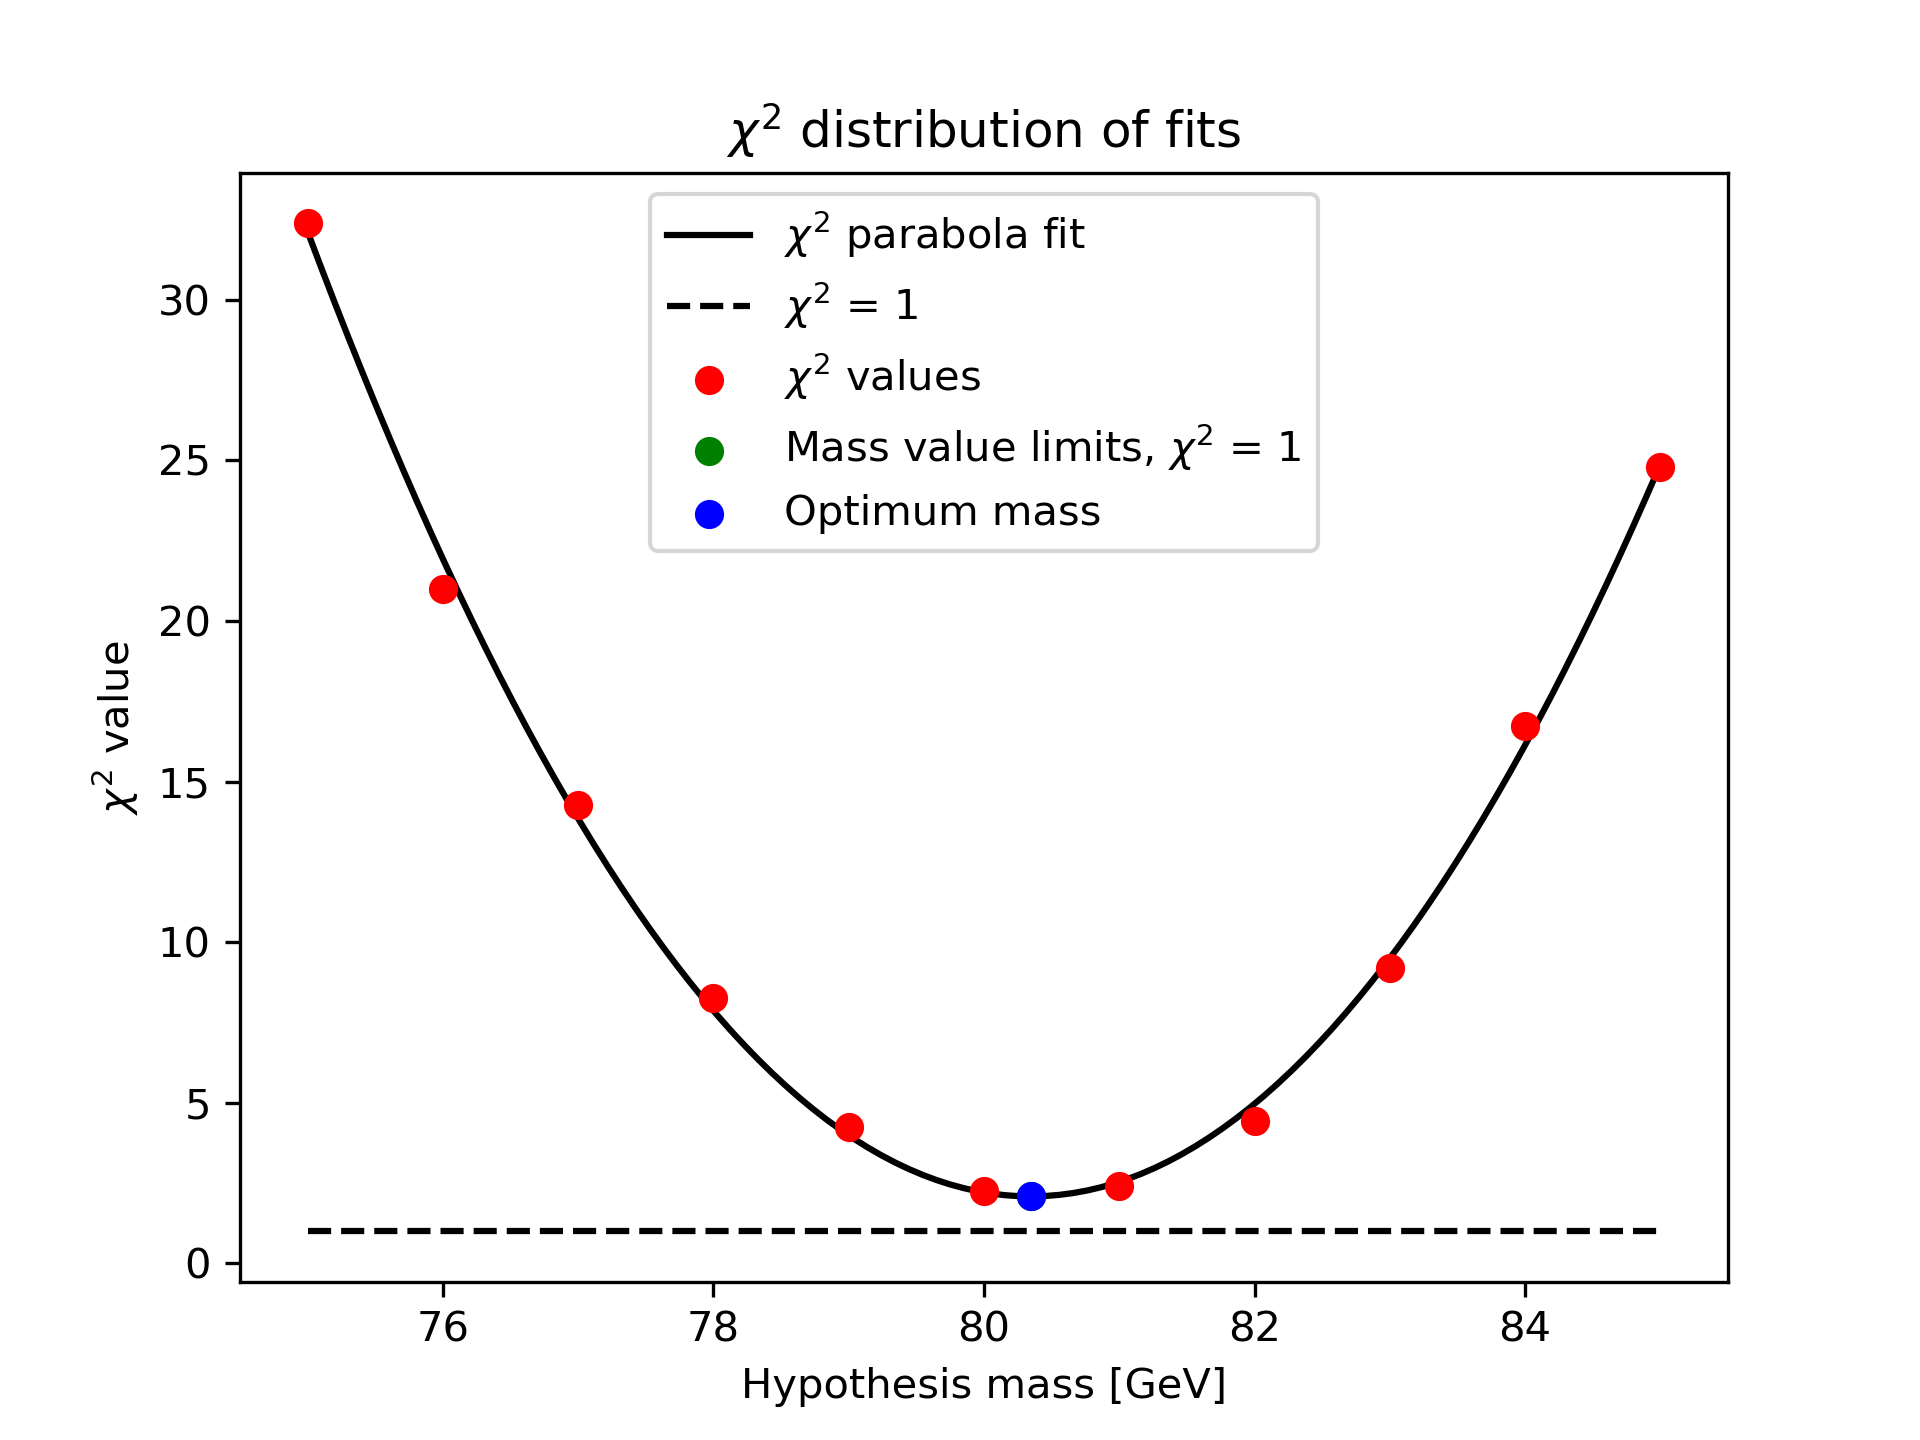 χ² distribution of fits
χ² parabola fit
χ² = 1
χ² values
Mass value limits, χ² = 1
Optimum mass
χ² value
30
25
20
15
10
5
0
76 78 80 82 84
Hypothesis mass [GeV]